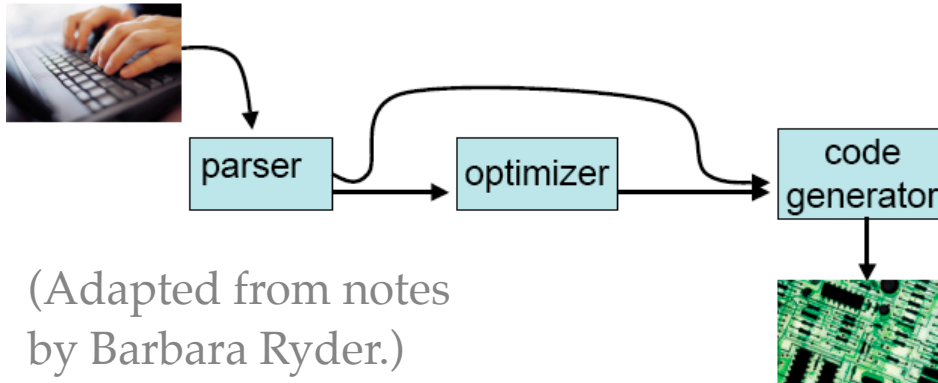 parser
optimizer
code
generator
(Adapted from notes
by Barbara Ryder.)